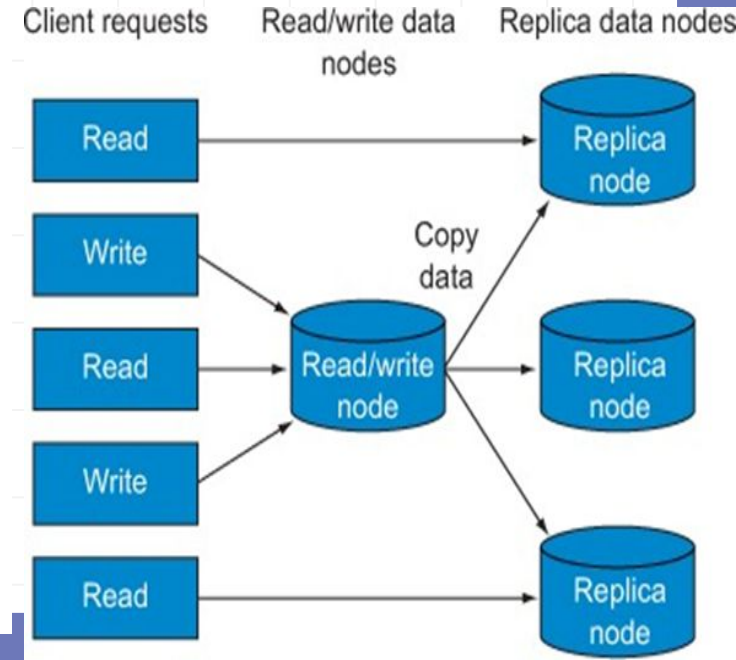 Client requests
Read/write data
nodes
Replica data nodes
Read
Write
Read
Write
Read
Copy
data
Read/write
node
Replica
node
Replica
node
Replica
node